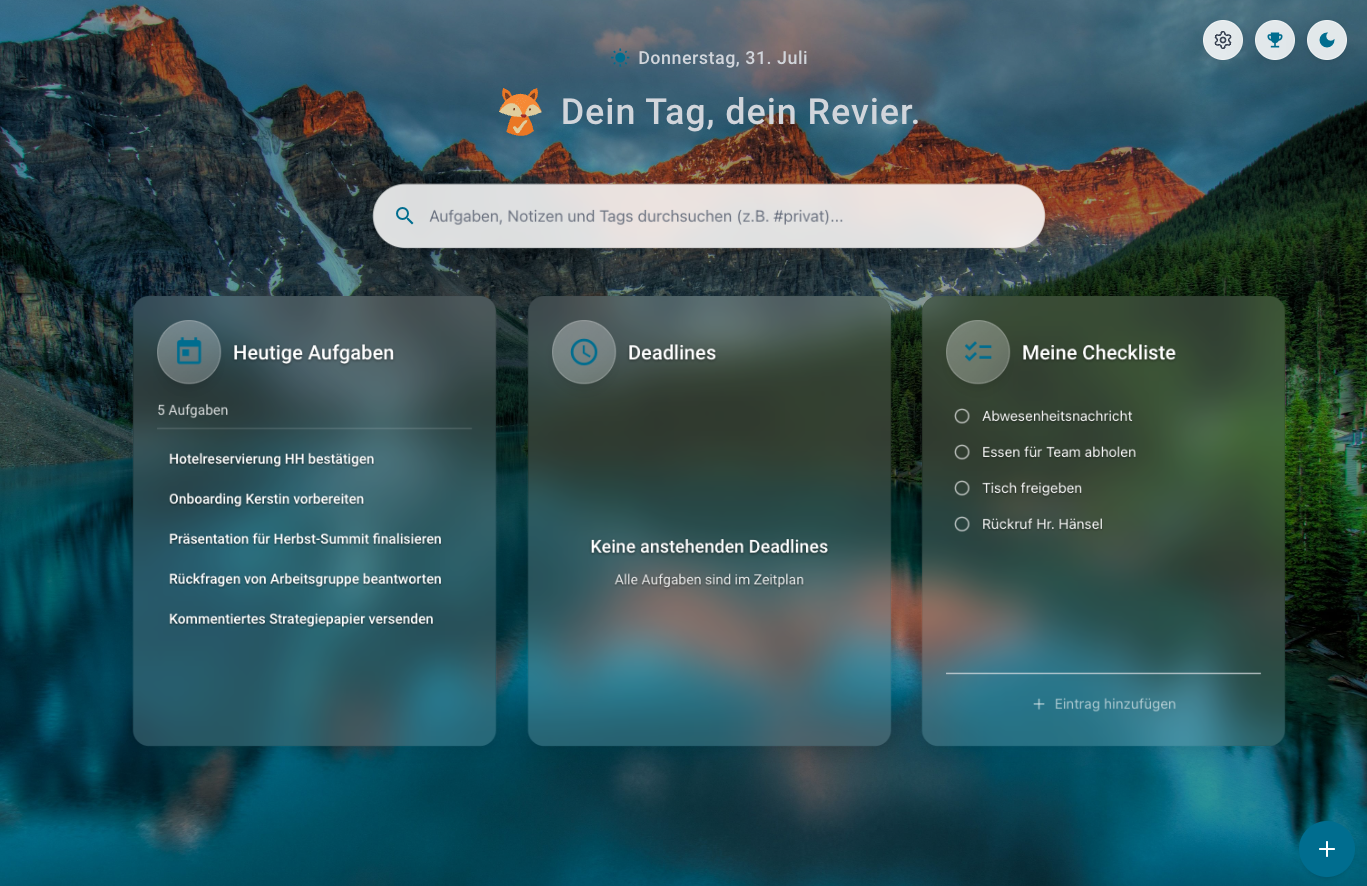 Donnerstag, 31. Juli
Dein Tag, dein Revier.
Aufgaben, Notizen und Tags durchsuchen (z.B. #privat)...
Heutige Aufgaben
5 Aufgaben
Hotelreservierung HH bestätigen
Onboarding Kerstin vorbereiten
Präsentation für Herbst-Summit finalisieren
Rückfragen von Arbeitsgruppe beantworten
Kommentiertes Strategiepapier versenden
Deadlines
Keine anstehenden Deadlines
Alle Aufgaben sind im Zeitplan
Meine Checkliste
Abwesenheitsnachricht
Essen für Team abholen
Tisch freigeben
Rückruf Hr. Hänsel
+ Eintrag hinzufügen